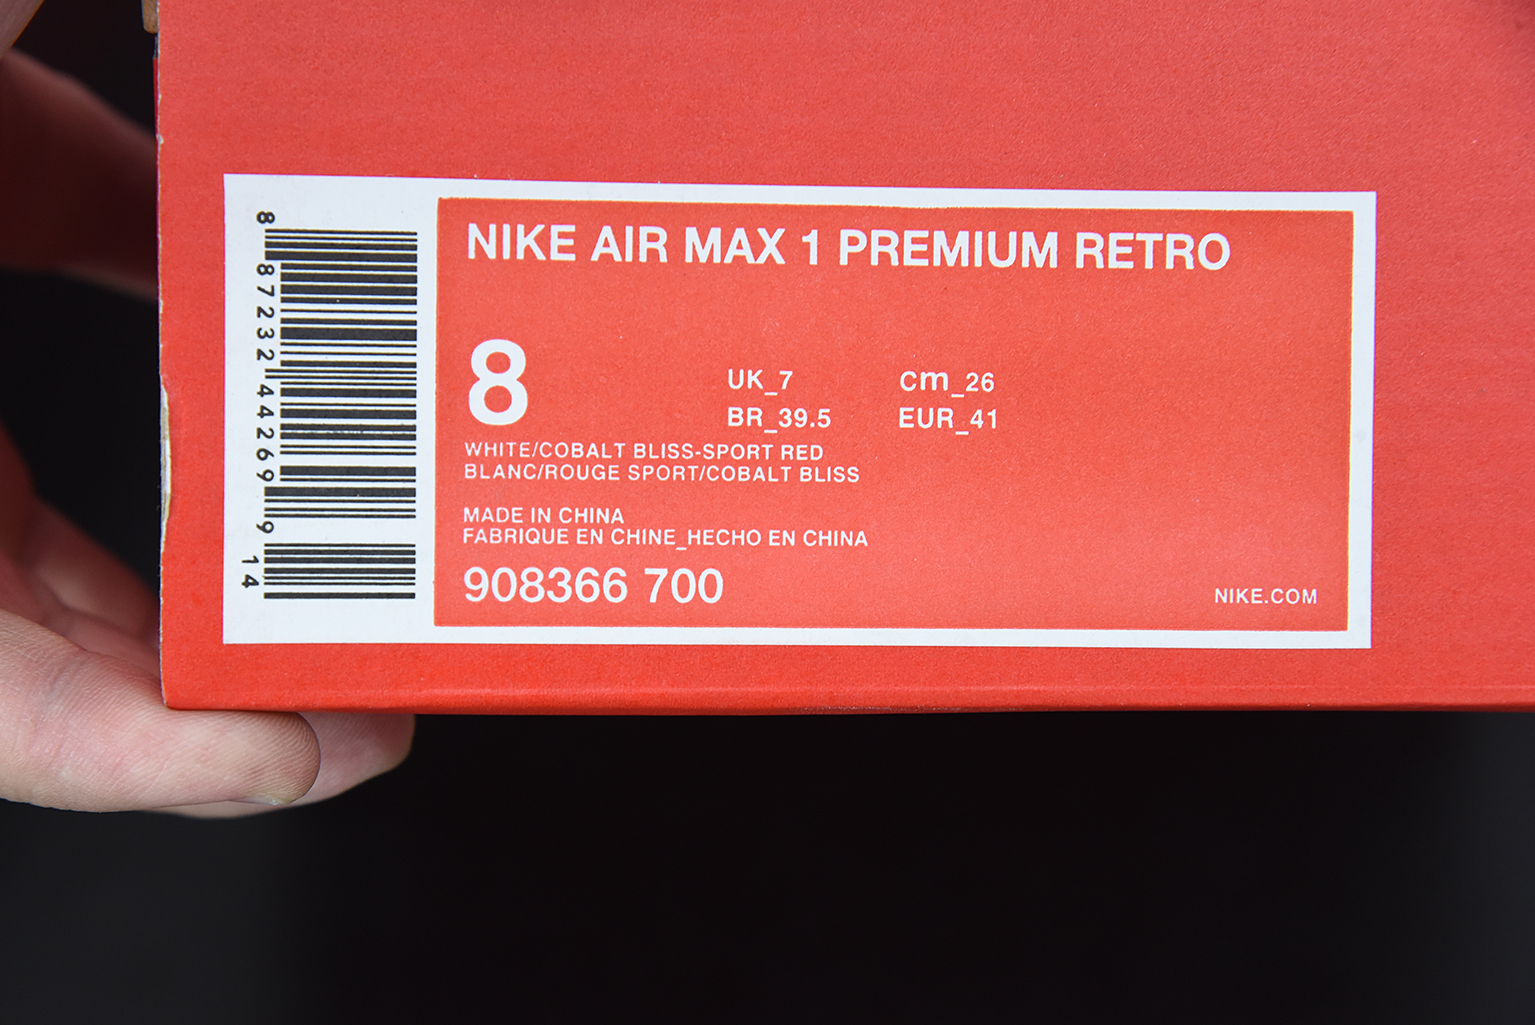 8 87232 44269 9 14
NIKE AIR MAX 1 PREMIUM RETRO
8
UK_7 cm_26
BR_39.5 EUR_41
WHITE/COBALT BLISS-SPORT RED
BLANC/ROUGE SPORT/COBALT BLISS
MADE IN CHINA
FABRIQUE EN CHINE_HECHO EN CHINA
908366 700
NIKE.COM